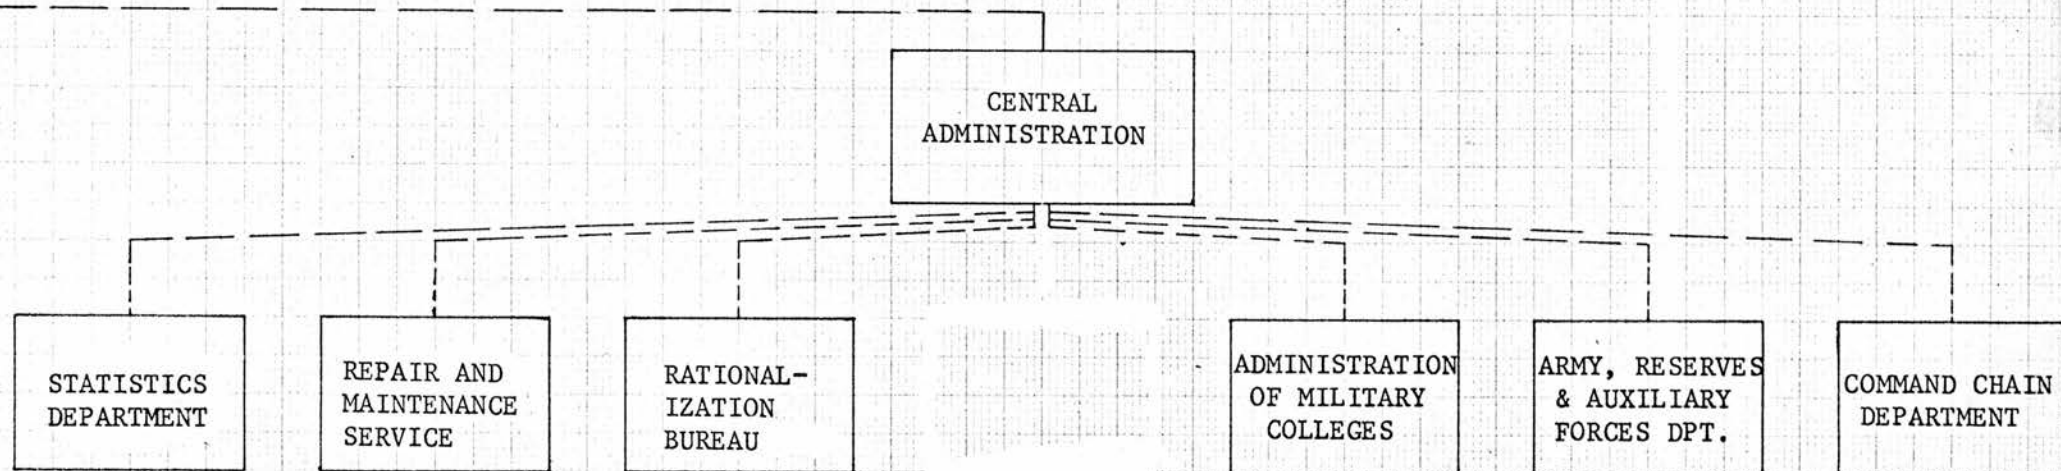 CENTRAL
ADMINISTRATION
STATISTICS
DEPARTMENT
REPAIR AND
MAINTENANCE
SERVICE
RATIONAL-
IZATION
BUREAU
ADMINISTRATION
OF MILITARY
COLLEGES
ARMY, RESERVES
& AUXILIARY
FORCES DPT.
COMMAND CHAIN
DEPARTMENT